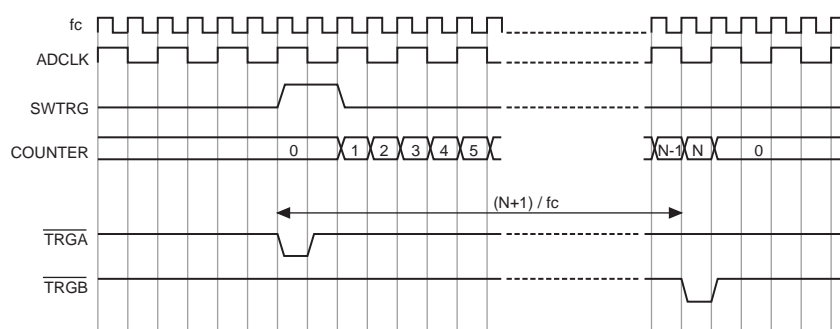 fc
ADCLK
SWTRG
COUNTER 0 1 2 3 4 5 N-1 N 0
(N+1) / fc
TRGA
TRGB